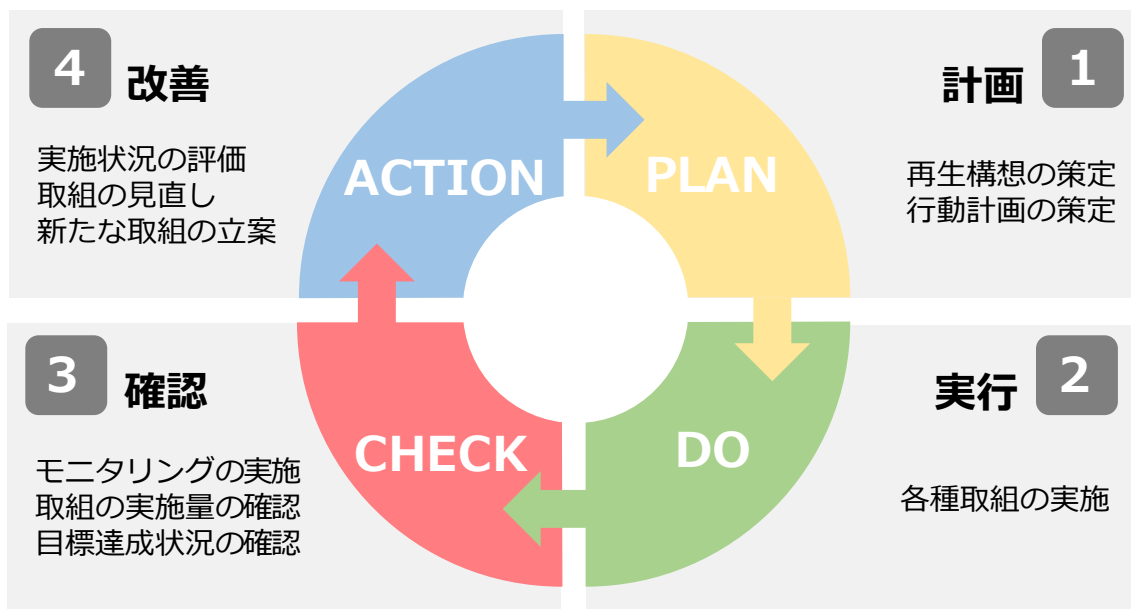 4
改善
実施状況の評価
取組の見直し
新たな取組の立案
ACTION
PLAN
計画
1
再生構想の策定
行動計画の策定
3
確認
モニタリングの実施
取組の実施量の確認
目標達成状況の確認
CHECK
DO
実行
2
各種取組の実施